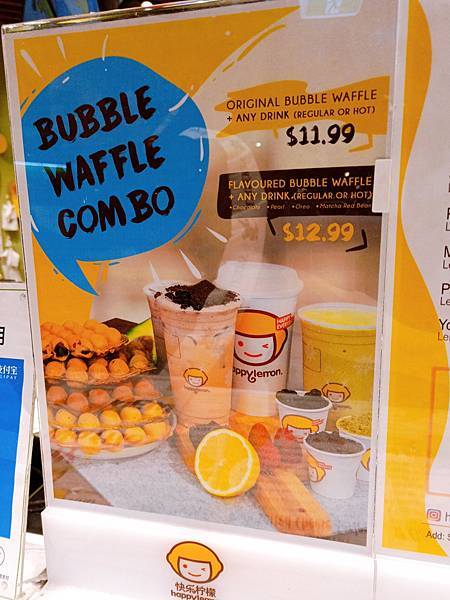 BUBBLE
WAFFLE
COMBO
ORIGINAL BUBBLE WAFFLE
+ ANY DRINK (REGULAR OR HOT)
$11.99
FLAVOURED BUBBLE WAFFLE
+ ANY DRINK (REGULAR OR HOT)
• Chocolate • Pearl • Oreo • Matcha Red Bean
$12.99
happylemon.
快乐柠檬
happylemon
Add: